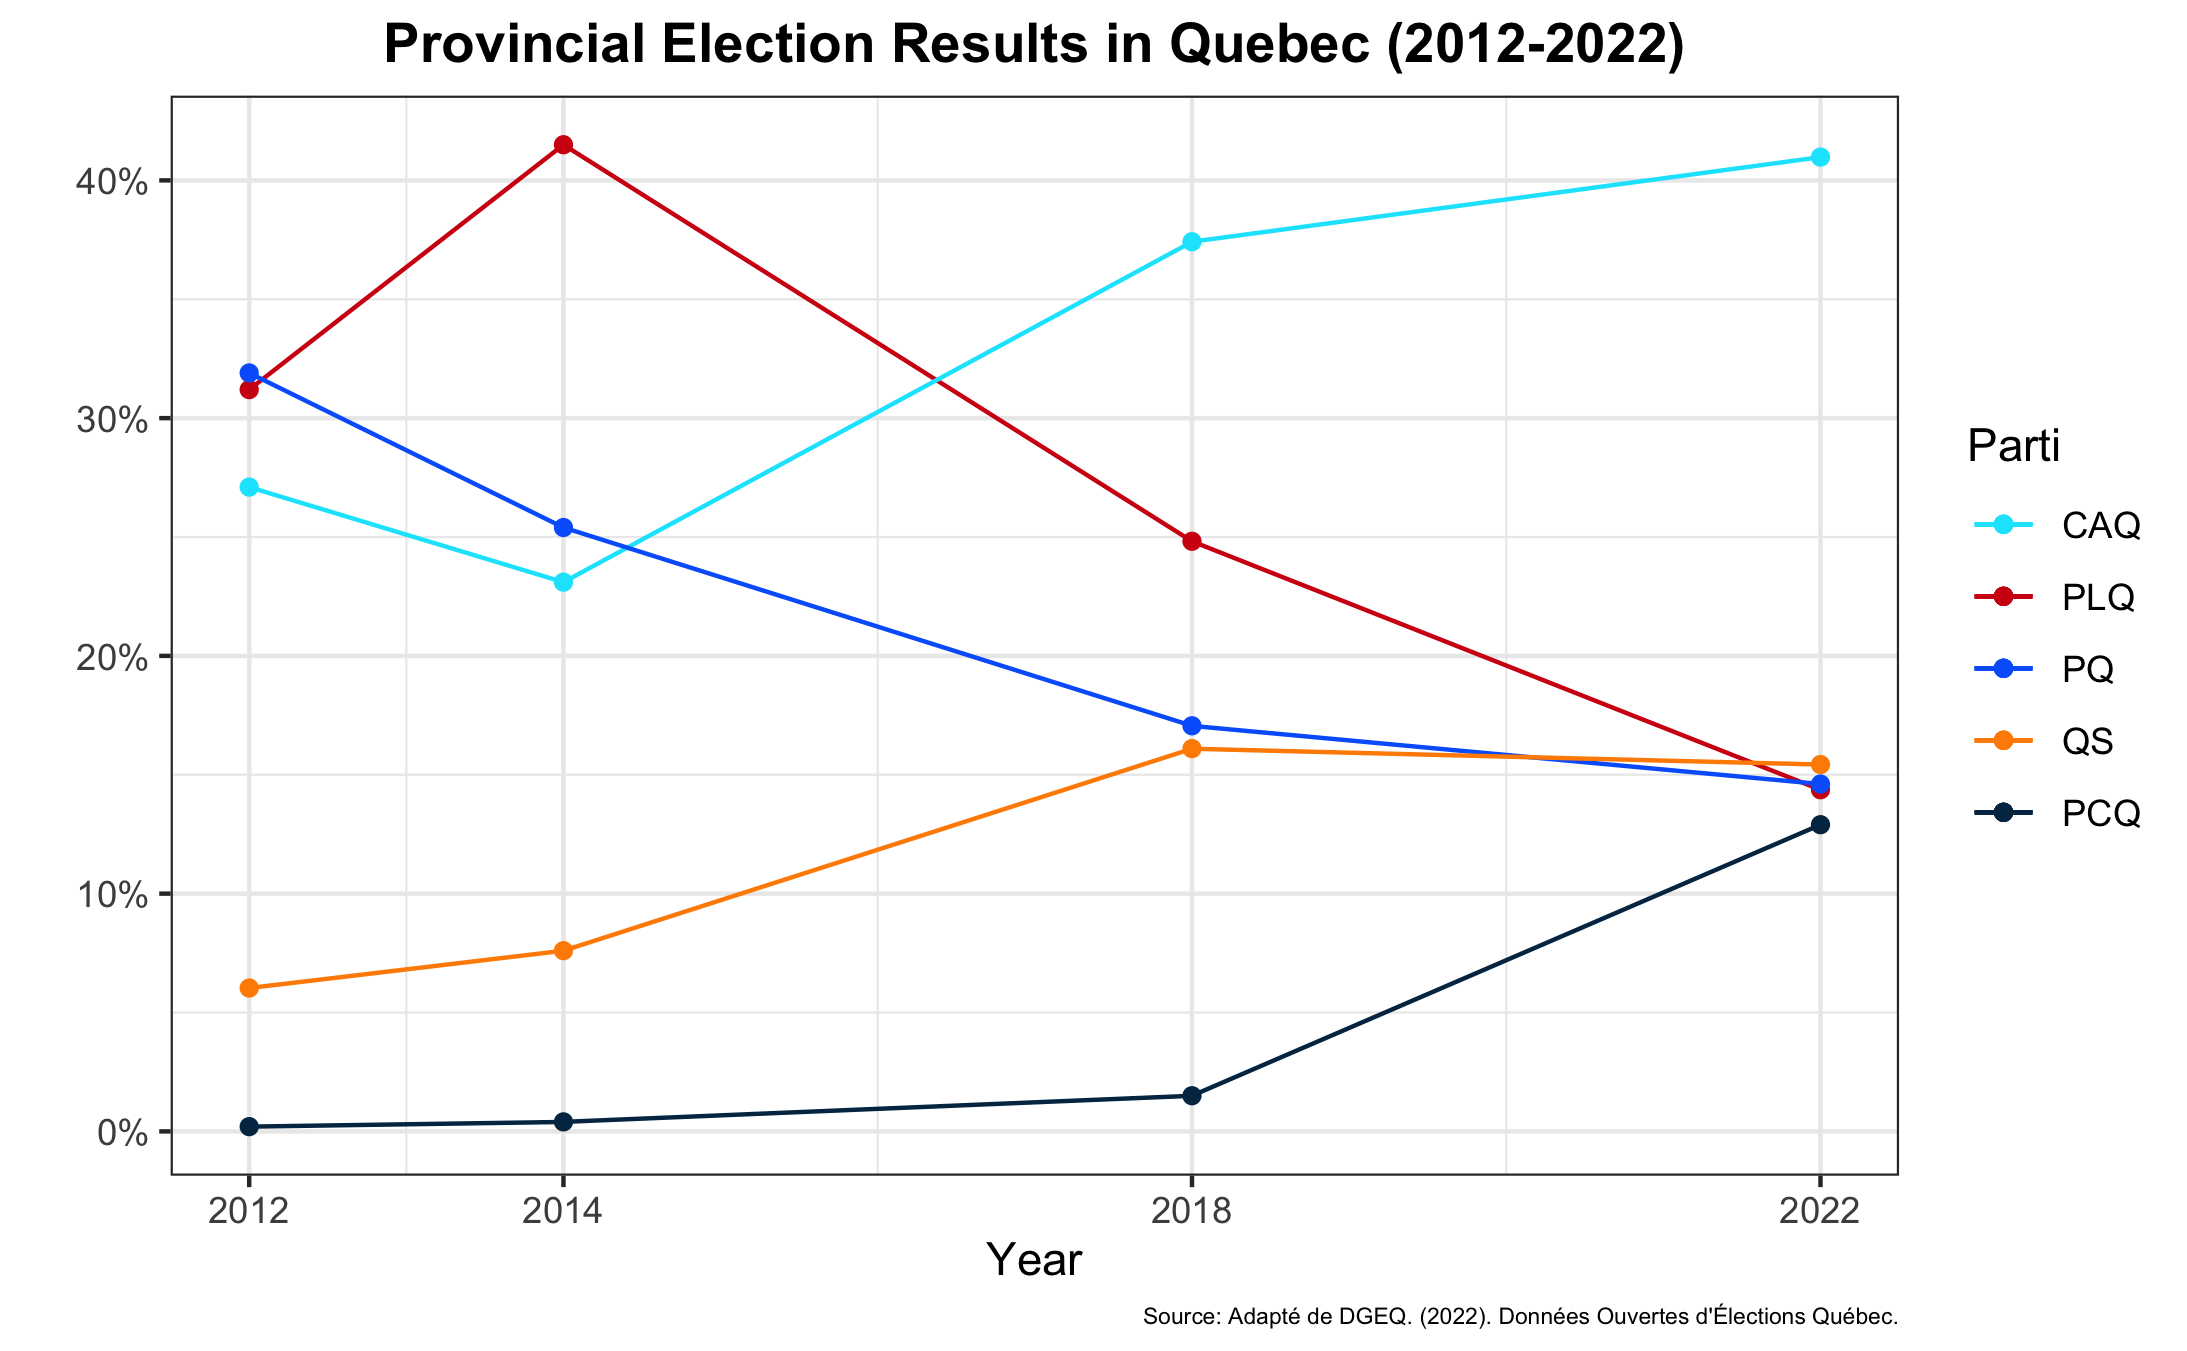 Provincial Election Results in Quebec (2012-2022)
40%
30%
20%
10%
0%
2012
2014
2018
2022
Year
Parti
CAQ
PLQ
PQ
QS
PCQ
Source: Adapté de DGEQ. (2022). Données Ouvertes d'Élections Québec.